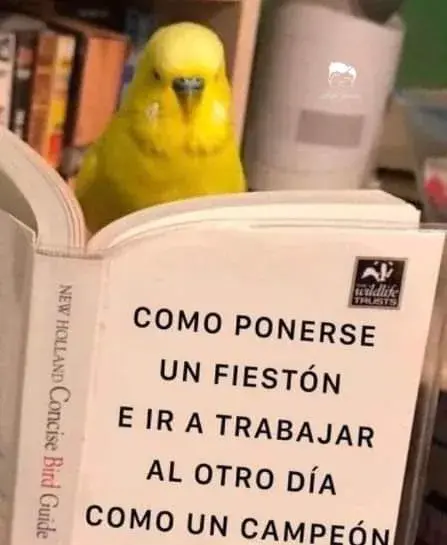 the wildlife
TRUSTS
COMO PONERSE
UN FIESTÓN
E IR A TRABAJAR
AL OTRO DÍA
COMO UN CAMPEÓN
NEW HOLLAND Concise Bird Guide